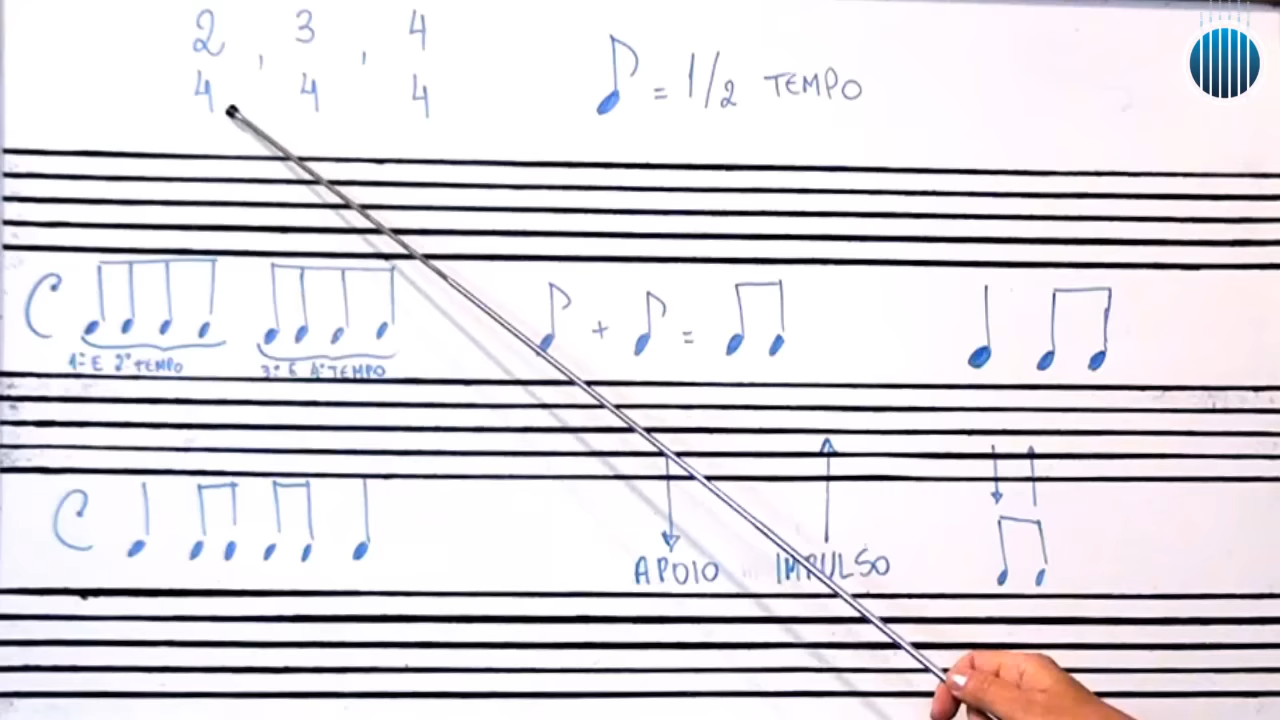 2 , 3 , 4
4 4 4
♪ = 1/2 TEMPO
C
1º E 2º TEMPO
3º E 4º TEMPO
+ =
C
APOIO IMPULSO